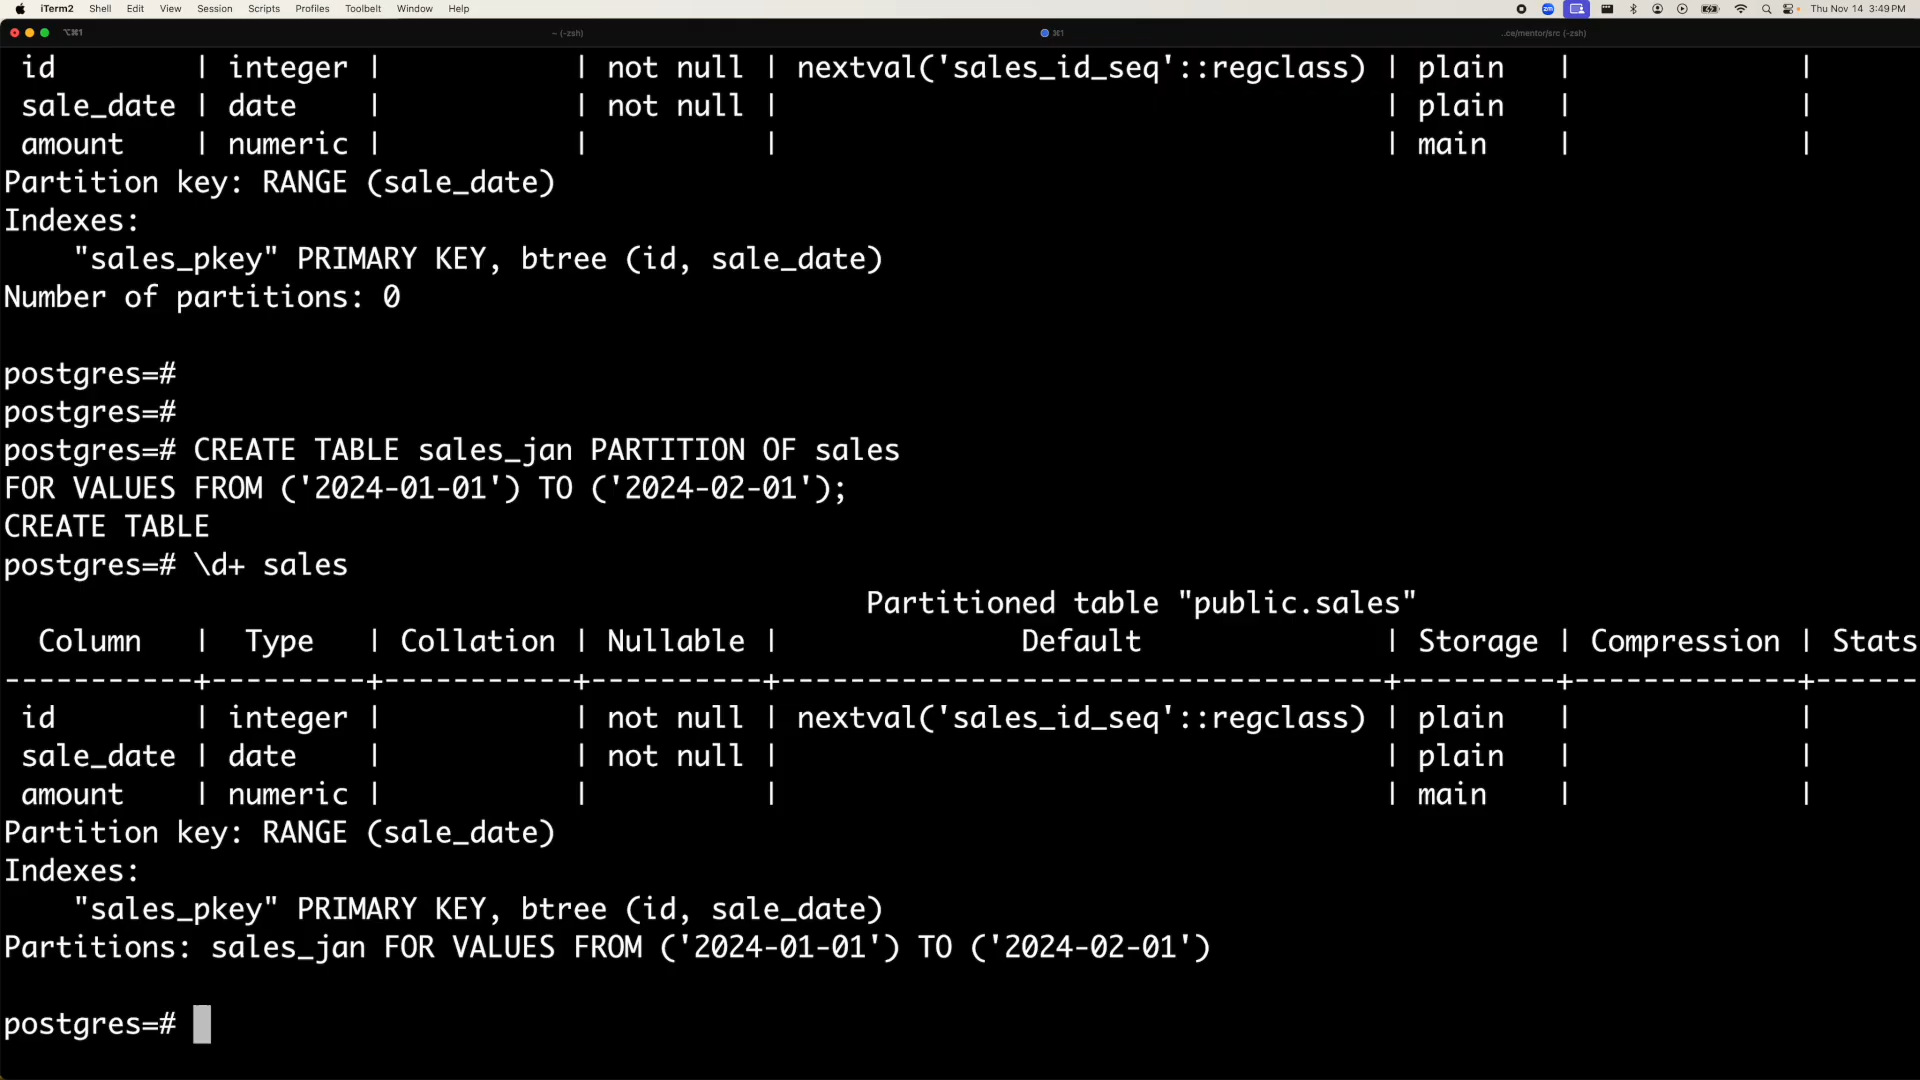 iTerm2 Shell Edit View Session Scripts Profiles Toolbelt Window Help zm Thu Nov 14 3:49 PM
⌥⌘1 ~ (-zsh) ⌘1 ..ce/mentor/src (-zsh)
id | integer | | not null | nextval('sales_id_seq'::regclass) | plain | |
sale_date | date | | not null | | plain | |
amount | numeric | | | | main | |
Partition key: RANGE (sale_date)
Indexes:
"sales_pkey" PRIMARY KEY, btree (id, sale_date)
Number of partitions: 0
postgres=#
postgres=#
postgres=# CREATE TABLE sales_jan PARTITION OF sales
FOR VALUES FROM ('2024-01-01') TO ('2024-02-01');
CREATE TABLE
postgres=# \d+ sales
Partitioned table "public.sales"
Column | Type | Collation | Nullable | Default | Storage | Compression | Stats
-----------+---------+-----------+----------+-----------------------------------+---------+-------------+------
id | integer | | not null | nextval('sales_id_seq'::regclass) | plain | |
sale_date | date | | not null | | plain | |
amount | numeric | | | | main | |
Partition key: RANGE (sale_date)
Indexes:
"sales_pkey" PRIMARY KEY, btree (id, sale_date)
Partitions: sales_jan FOR VALUES FROM ('2024-01-01') TO ('2024-02-01')
postgres=#